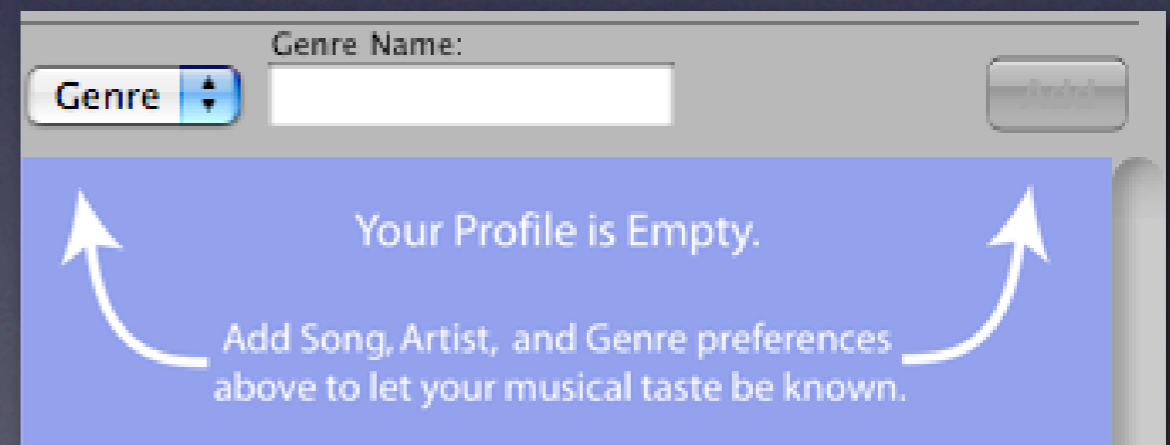 Genre Name:
Genre
Add
Your Profile is Empty.
Add Song, Artist, and Genre preferences
above to let your musical taste be known.